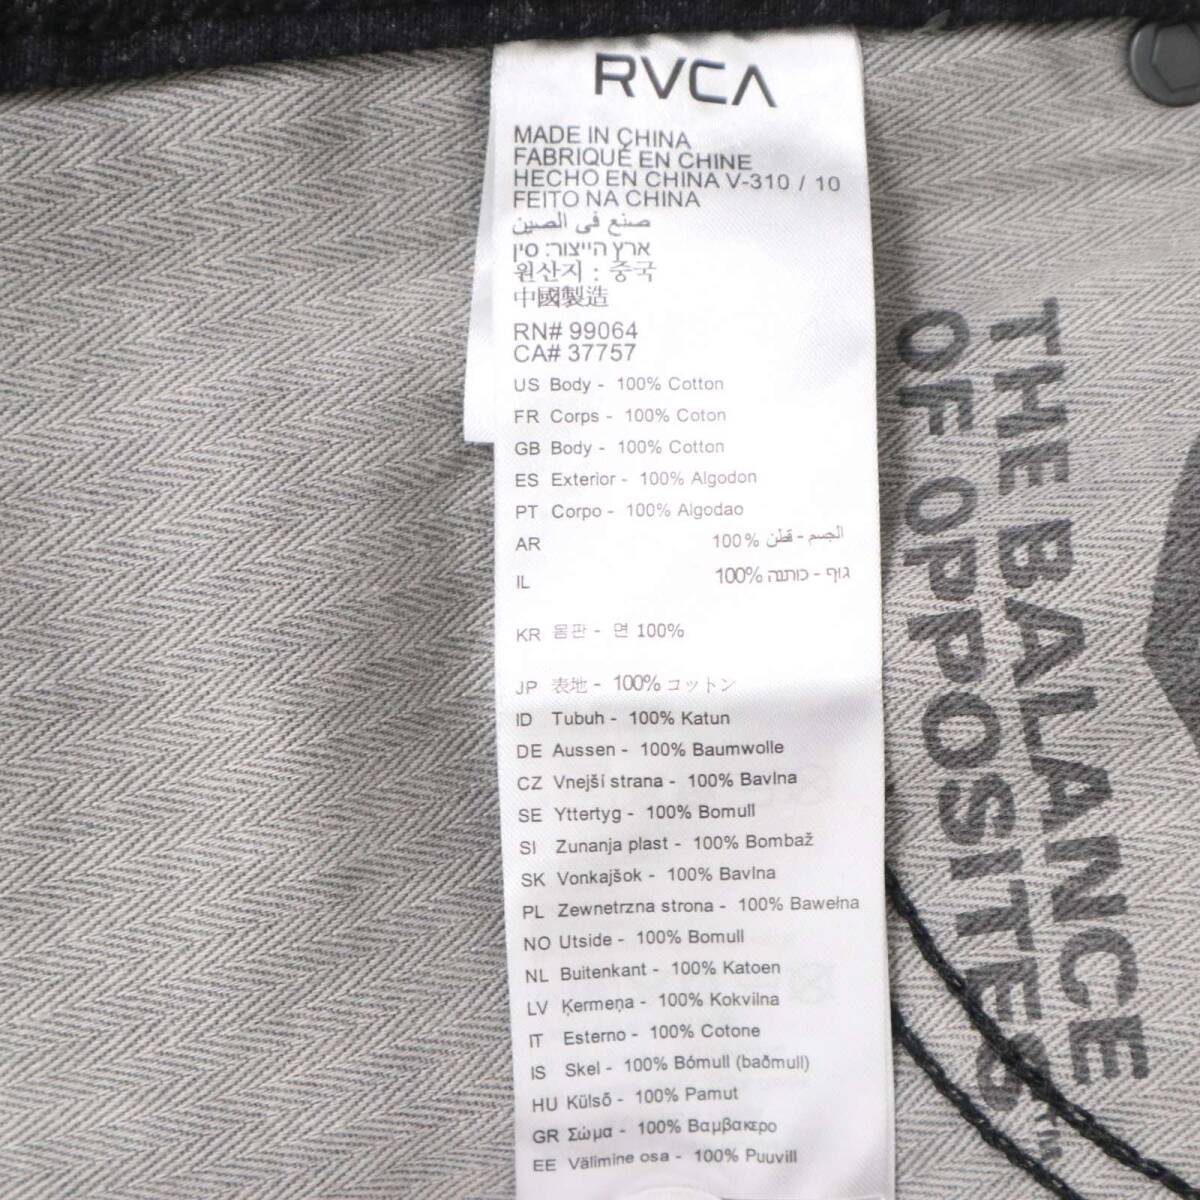 RVCA
MADE IN CHINA
FABRIQUÉ EN CHINE
HECHO EN CHINA V-310 / 10
FEITO NA CHINA
صنع في الصين
ארץ הייצור: סין
원산지 : 중국
中國製造
RN# 99064
CA# 37757
US Body - 100% Cotton
FR Corps - 100% Coton
GB Body - 100% Cotton
ES Exterior - 100% Algodon
PT Corpo - 100% Algodao
AR الجسم - قطن 100%
IL גוף - כותנה 100%
KR 몸판 - 면 100%
JP 表地 - 100% コットン
ID Tubuh - 100% Katun
DE Aussen - 100% Baumwolle
CZ Vnejší strana - 100% Bavlna
SE Yttertyg - 100% Bomull
SI Zunanja plast - 100% Bombaž
SK Vonkajšok - 100% Bavlna
PL Zewnetrzna strona - 100% Bawełna
NO Utside - 100% Bomull
NL Buitenkant - 100% Katoen
LV Ķermeņa - 100% Kokvilna
IT Esterno - 100% Cotone
IS Skel - 100% Bómull (baðmull)
HU Külső - 100% Pamut
GR Σώμα - 100% Βαμβακερο
EE Välimine osa - 100% Puuvill
THE BALANCE
OF OPPOSITES™